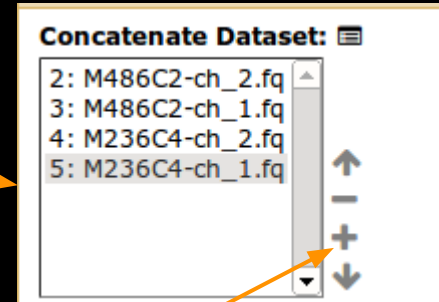 Concatenate Dataset:
2: M486C2-ch_2.fq
3: M486C2-ch_1.fq
4: M236C4-ch_2.fq
5: M236C4-ch_1.fq